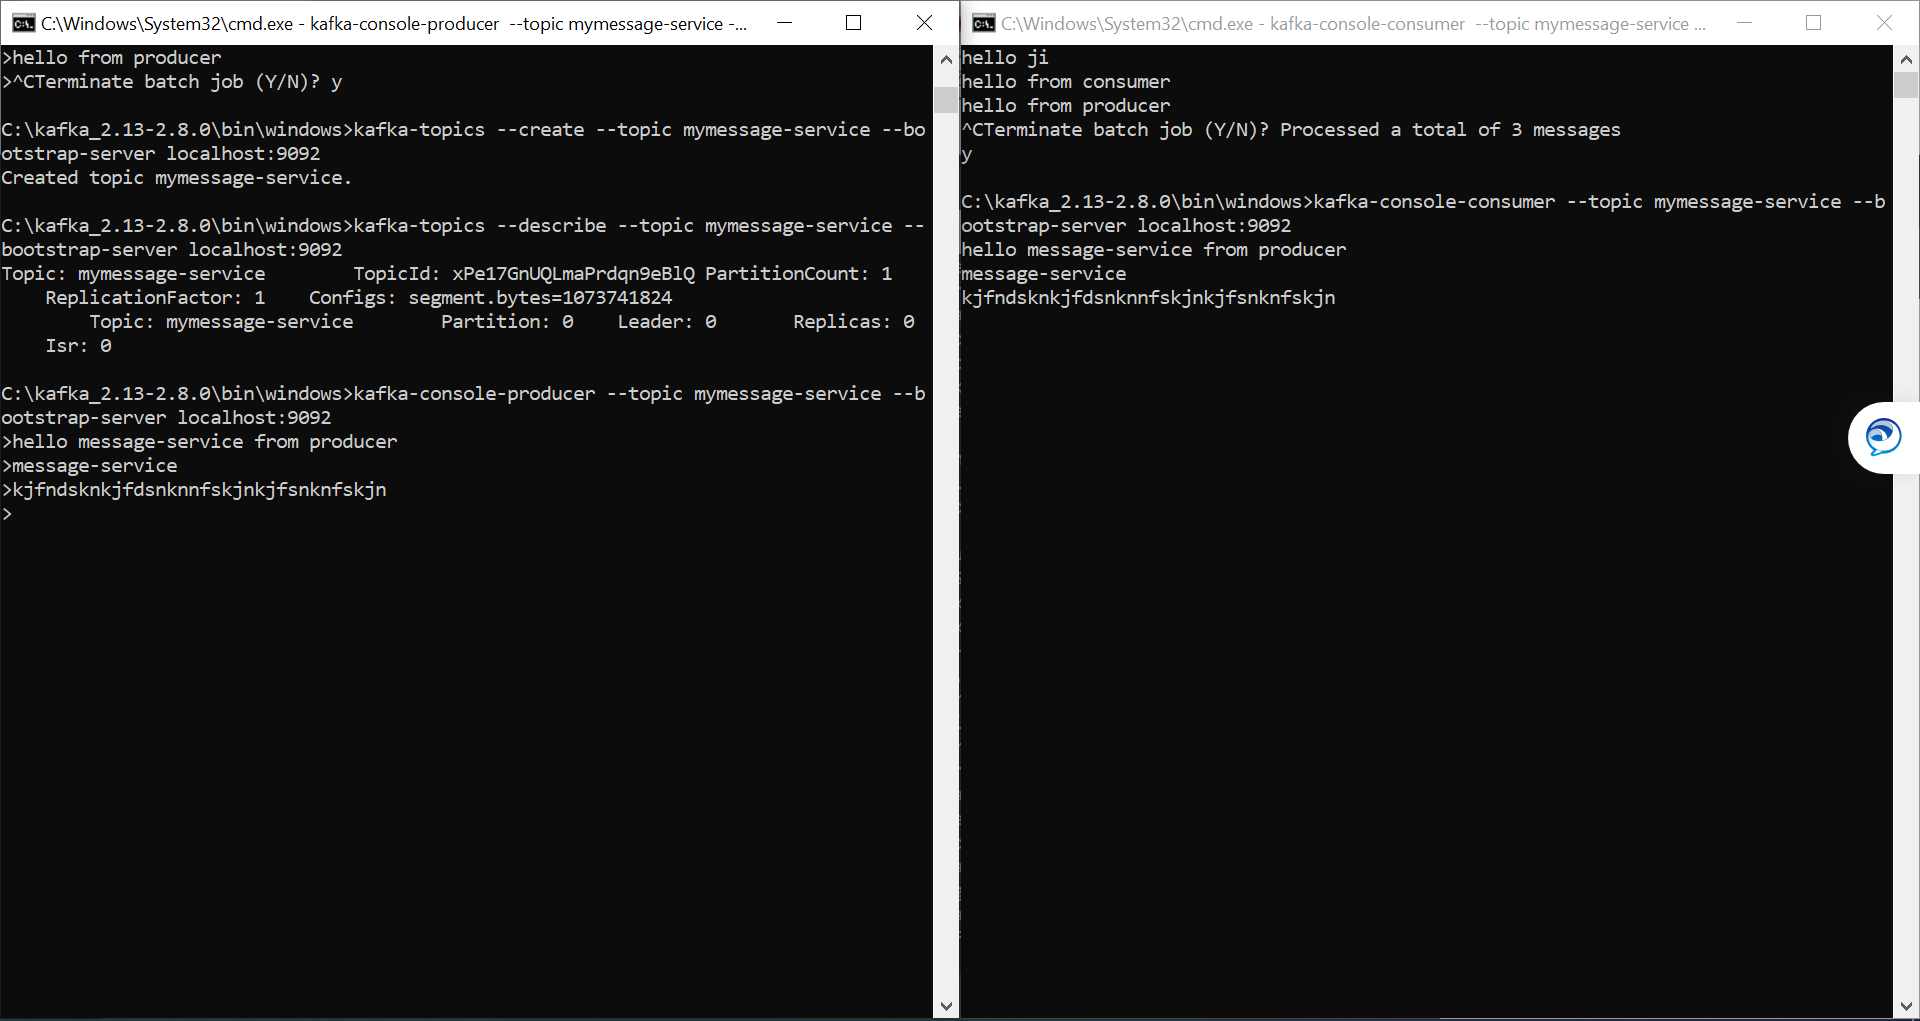 C:\Windows\System32\cmd.exe - kafka-console-producer  --topic mymessage-service -...
>hello from producer
>^CTerminate batch job (Y/N)? y
C:\kafka_2.13-2.8.0\bin\windows>kafka-topics --create --topic mymessage-service --bo
otstrap-server localhost:9092
Created topic mymessage-service.
C:\kafka_2.13-2.8.0\bin\windows>kafka-topics --describe --topic mymessage-service --
bootstrap-server localhost:9092
Topic: mymessage-service        TopicId: xPe17GnUQLmaPrdqn9eBlQ PartitionCount: 1
    ReplicationFactor: 1    Configs: segment.bytes=1073741824
        Topic: mymessage-service        Partition: 0    Leader: 0       Replicas: 0
    Isr: 0
C:\kafka_2.13-2.8.0\bin\windows>kafka-console-producer --topic mymessage-service --b
ootstrap-server localhost:9092
>hello message-service from producer
>message-service
>kjfndsknkjfdsnknnfskjnkjfsnknfskjn
>
C:\Windows\System32\cmd.exe - kafka-console-consumer  --topic mymessage-service ...
hello ji
hello from consumer
hello from producer
^CTerminate batch job (Y/N)? Processed a total of 3 messages
y
C:\kafka_2.13-2.8.0\bin\windows>kafka-console-consumer --topic mymessage-service --b
ootstrap-server localhost:9092
hello message-service from producer
message-service
kjfndsknkjfdsnknnfskjnkjfsnknfskjn